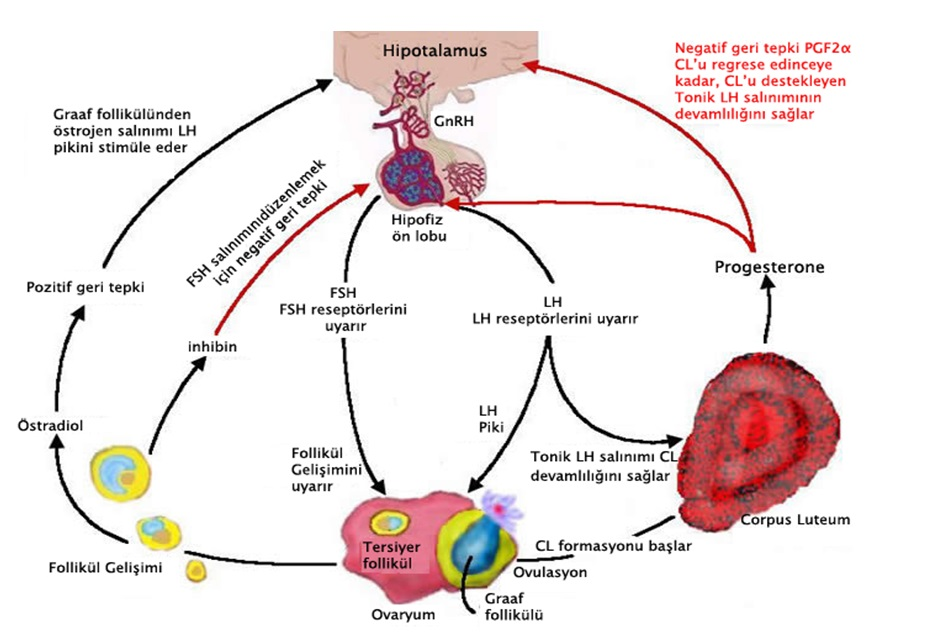 Hipotalamus
Negatif geri tepki PGF2α
CL'u regrese edinceye
kadar, CL'u destekleyen
Tonik LH salınımının
devamlılığını sağlar
Graaf follikülünden
östrojen salınımı LH
pikini stimüle eder
GnRH
FSH salınımınıdüzenlemek
için negatif geri tepki
Hipofiz
ön lobu
Progesterone
Pozitif geri tepki
FSH
FSH reseptörlerini
uyarır
LH
LH reseptörlerini uyarır
inhibin
LH
Piki
Östradiol
Follikül
Gelişimini
uyarır
Tonik LH salınımı CL
devamlılığını sağlar
Corpus Luteum
Tersiyer
follikül
CL formasyonu başlar
Follikül Gelişimi
Ovulasyon
Graaf
follikülü
Ovaryum